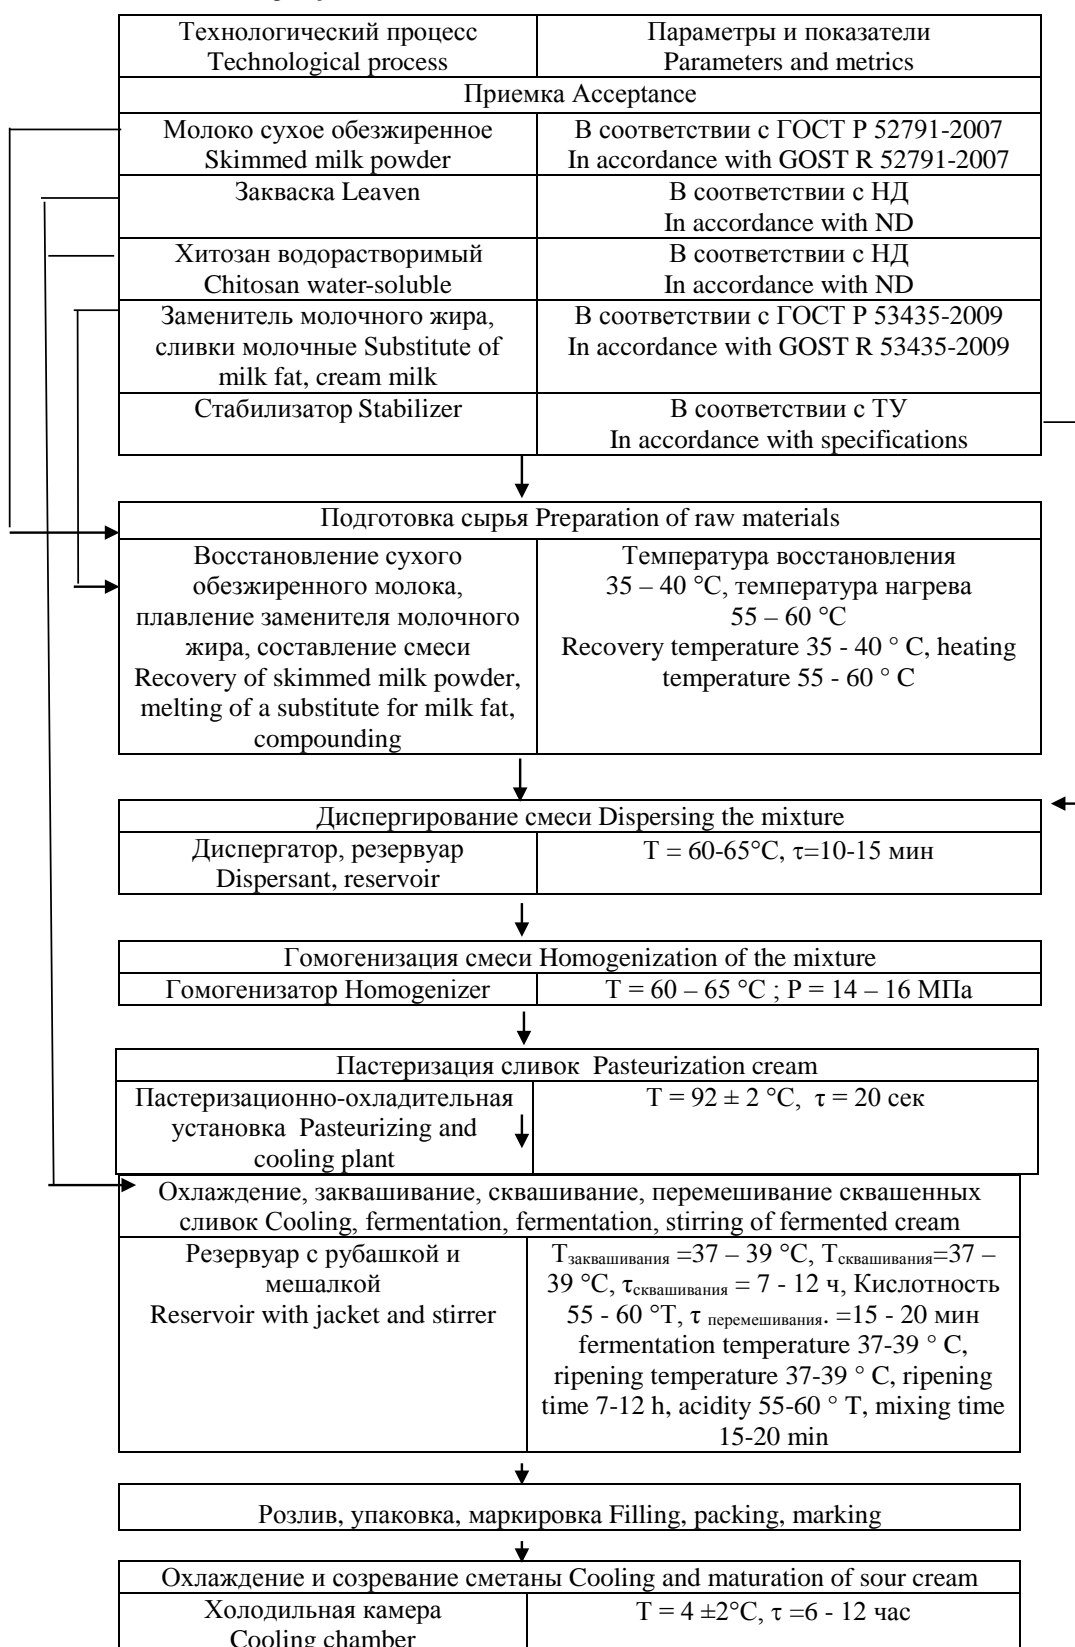 Технологический процесс
Technological process
Параметры и показатели
Parameters and metrics
Приемка Acceptance
Молоко сухое обезжиренное
Skimmed milk powder
В соответствии с ГОСТ Р 52791-2007
In accordance with GOST R 52791-2007
Закваска Leaven
В соответствии с НД
In accordance with ND
Хитозан водорастворимый
Chitosan water-soluble
В соответствии с НД
In accordance with ND
Заменитель молочного жира,
сливки молочные Substitute of
milk fat, cream milk
В соответствии с ГОСТ Р 53435-2009
In accordance with GOST R 53435-2009
Стабилизатор Stabilizer
В соответствии с ТУ
In accordance with specifications
Подготовка сырья Preparation of raw materials
Восстановление сухого
обезжиренного молока,
плавление заменителя молочного
жира, составление смеси
Recovery of skimmed milk powder,
melting of a substitute for milk fat,
compounding
Температура восстановления
35 – 40 °C, температура нагрева
55 – 60 °C
Recovery temperature 35 - 40 ° C, heating
temperature 55 - 60 ° C
Диспергирование смеси Dispersing the mixture
Диспергатор, резервуар
Dispersant, reservoir
T = 60-65°C, τ=10-15 мин
Гомогенизация смеси Homogenization of the mixture
Гомогенизатор Homogenizer
T = 60 – 65 °C ; P = 14 – 16 МПа
Пастеризация сливок Pasteurization cream
Пастеризационно-охладительная
установка Pasteurizing and
cooling plant
T = 92 ± 2 °C, τ = 20 сек
Охлаждение, заквашивание, сквашивание, перемешивание сквашенных
сливок Cooling, fermentation, fermentation, stirring of fermented cream
Резервуар с рубашкой и
мешалкой
Reservoir with jacket and stirrer
Tзаквашивания =37 – 39 °C, Tсквашивания=37 –
39 °C, τсквашивания = 7 - 12 ч, Кислотность
55 - 60 °T, τ перемешивания. =15 - 20 мин
fermentation temperature 37-39 ° C,
ripening temperature 37-39 ° C, ripening
time 7-12 h, acidity 55-60 ° T, mixing time
15-20 min
Розлив, упаковка, маркировка Filling, packing, marking
Охлаждение и созревание сметаны Cooling and maturation of sour cream
Холодильная камера
Cooling chamber
T = 4 ±2°C, τ =6 - 12 час